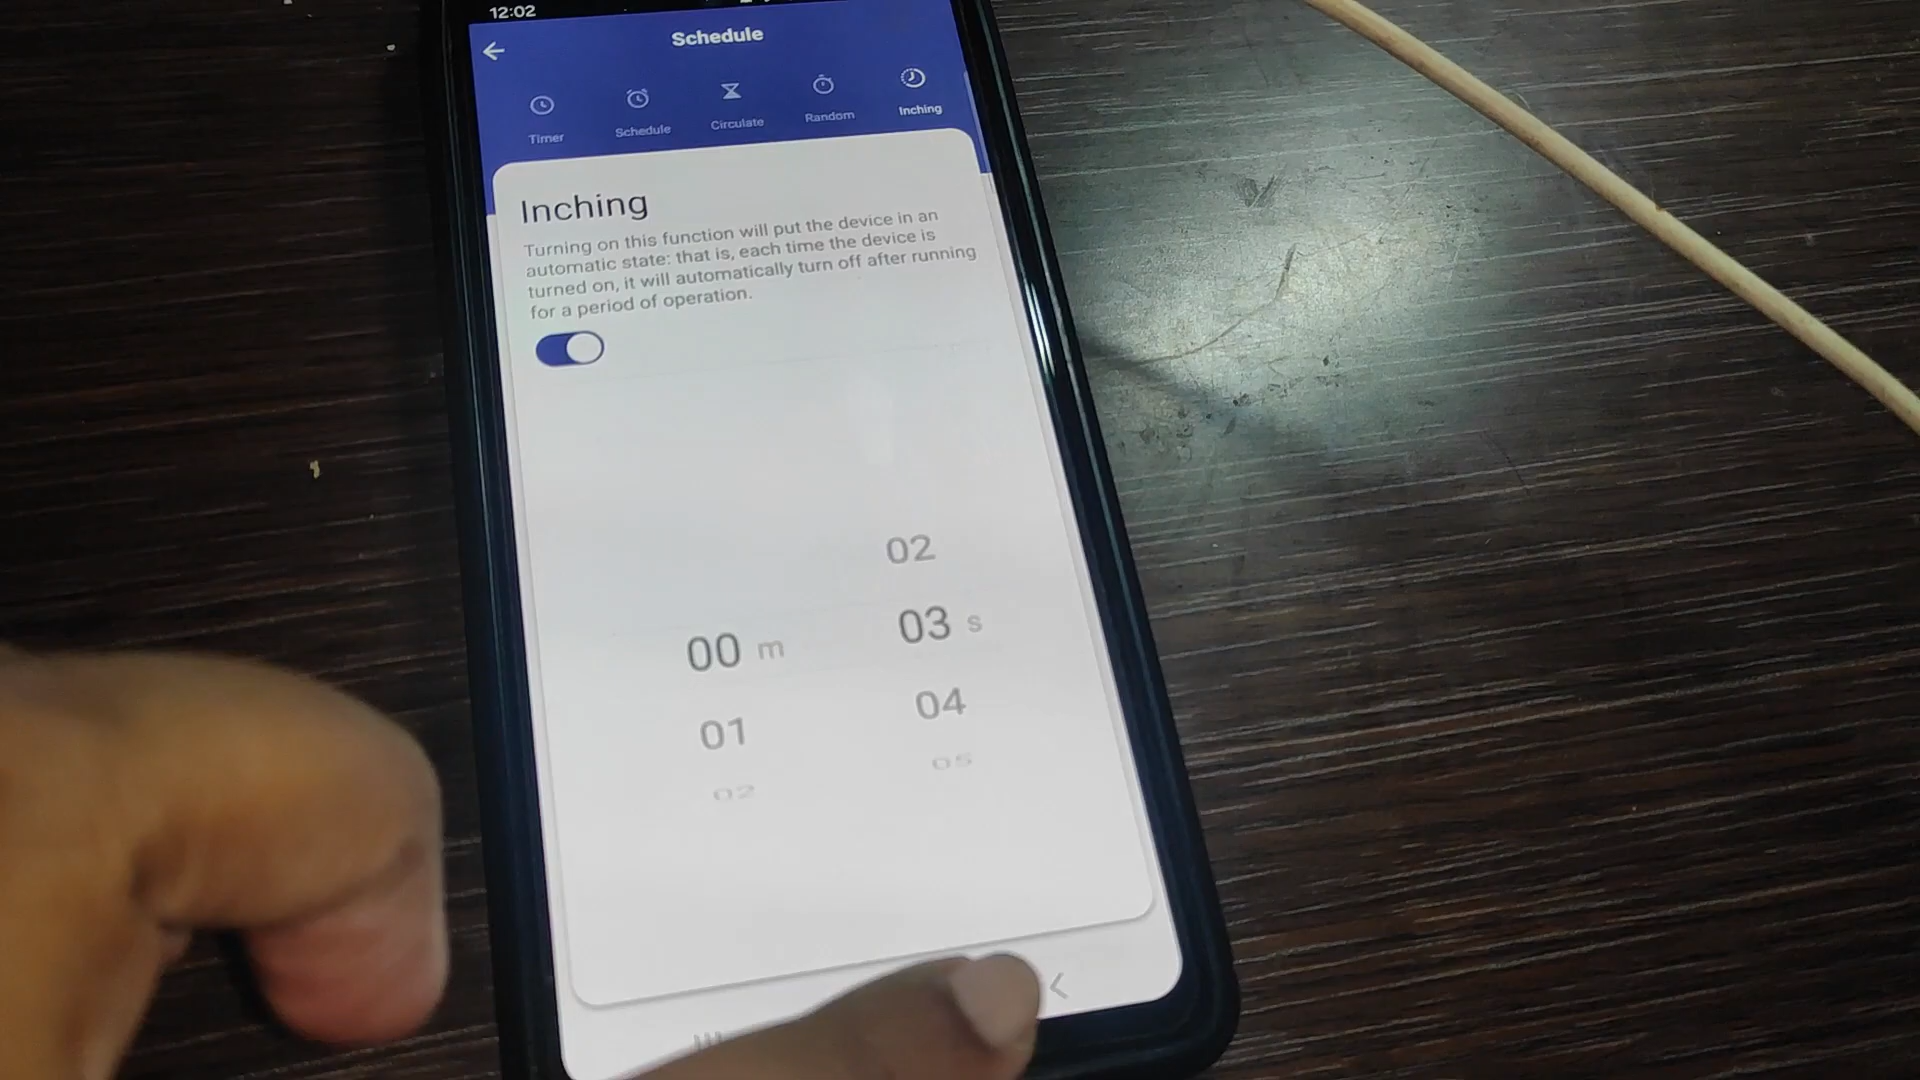 12:02
Schedule
Timer
Schedule
Circulate
Random
Inching
Inching
Turning on this function will put the device in an
automatic state: that is, each time the device is
turned on, it will automatically turn off after running
for a period of operation.
02
00 m 03 s
01 04
02 05